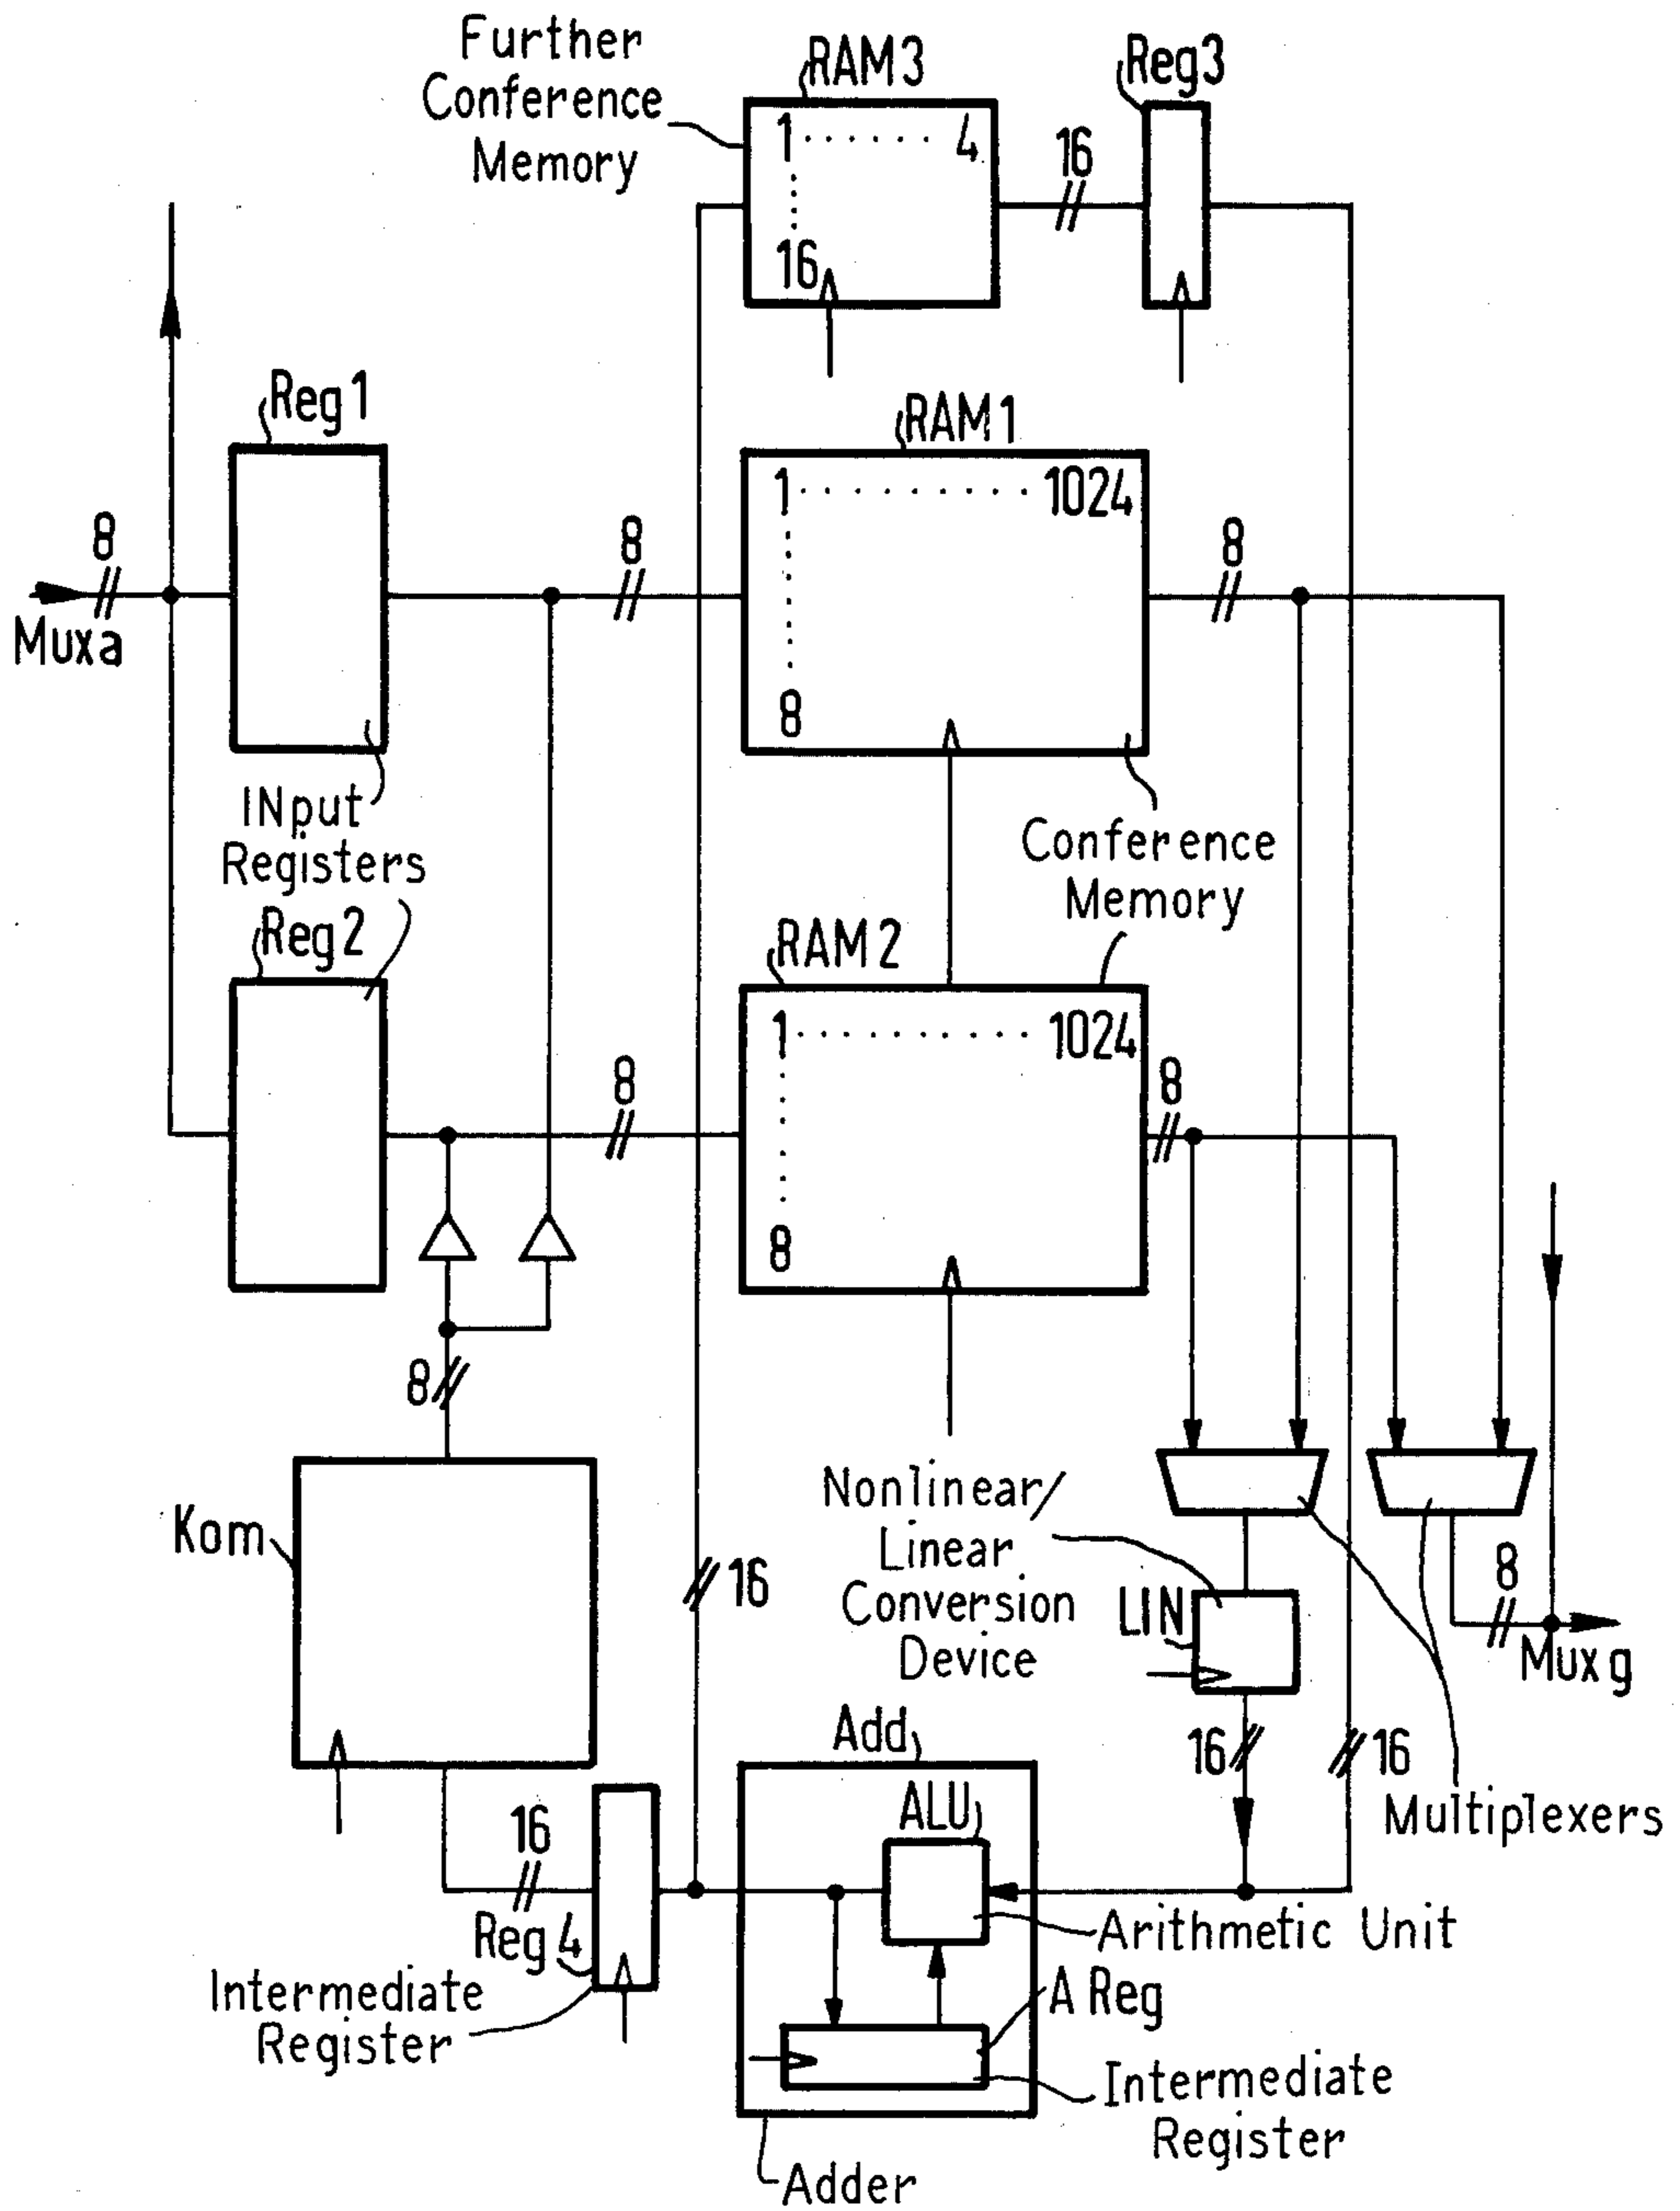 Further
Conference
Memory
RAM3
Reg3
1 · · · · · · 4
16
16
Reg1
RAM1
1 · · · · · · · · · 1024
8
8
8
8
Muxa
INput
Registers
Conference
Memory
Reg2
RAM2
1 · · · · · · · · · · 1024
8
8
8
8
Kom
Nonlinear/
Linear
Conversion
Device
16
LIN
8
Muxg
Add
16
16
ALU
Multiplexers
16
Reg4
Arithmetic Unit
Intermediate
Register
A Reg
Intermediate
Register
Adder